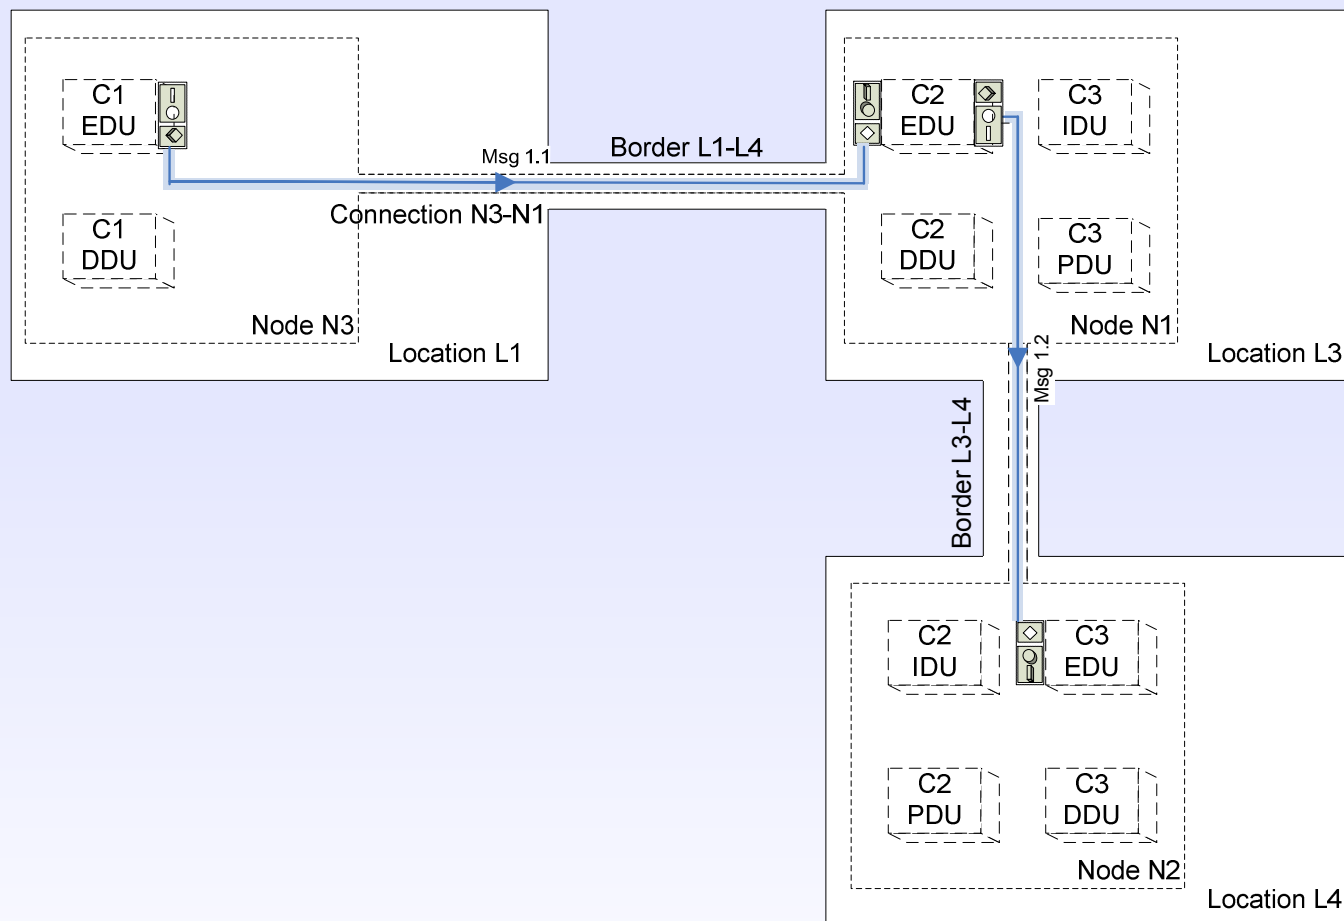 C1
EDU
C1
DDU
Node N3
Location L1
Msg 1.1
Border L1-L4
Connection N3-N1
C2
EDU
C3
IDU
C2
DDU
C3
PDU
Node N1
Location L3
Msg 1.2
Border L3-L4
C2
IDU
C3
EDU
C2
PDU
C3
DDU
Node N2
Location L4